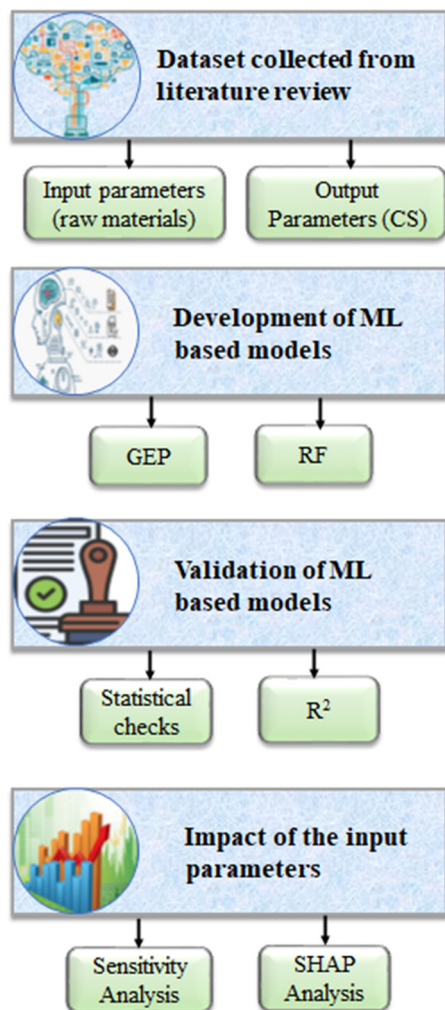 Dataset collected from
literature review
Input parameters
(raw materials)
Output
Parameters (CS)
Development of ML
based models
GEP
RF
Validation of ML
based models
Statistical
checks
R²
Impact of the input
parameters
Sensitivity
Analysis
SHAP
Analysis